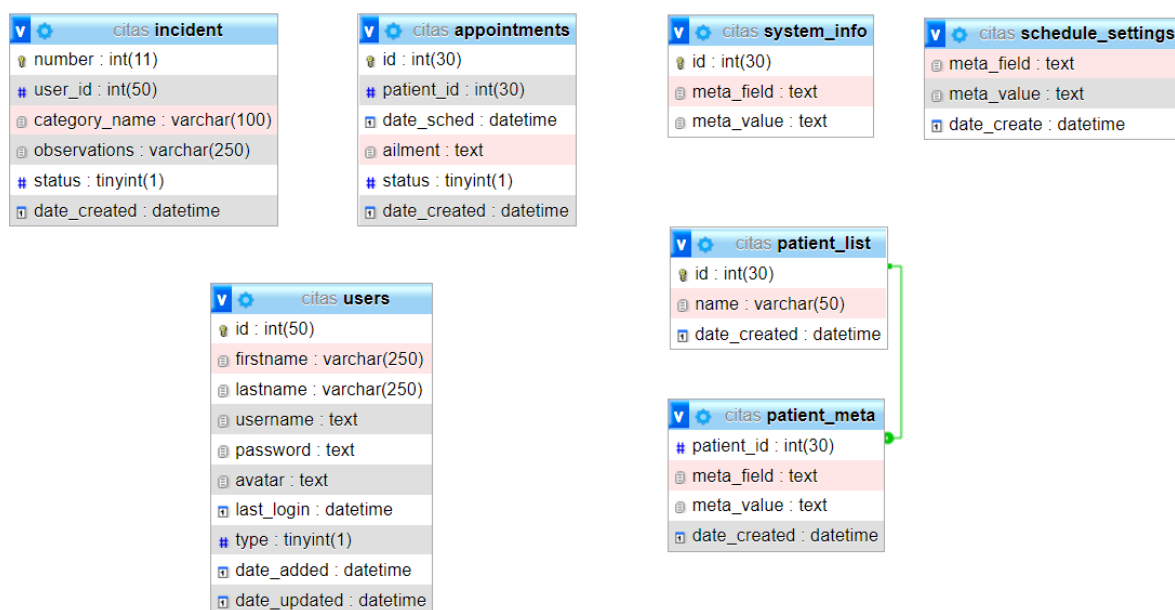 citas incident
number : int(11)
user_id : int(50)
category_name : varchar(100)
observations : varchar(250)
status : tinyint(1)
date_created : datetime
citas appointments
id : int(30)
patient_id : int(30)
date_sched : datetime
ailment : text
status : tinyint(1)
date_created : datetime
citas system_info
id : int(30)
meta_field : text
meta_value : text
citas schedule_settings
meta_field : text
meta_value : text
date_create : datetime
citas users
id : int(50)
firstname : varchar(250)
lastname : varchar(250)
username : text
password : text
avatar : text
last_login : datetime
type : tinyint(1)
date_added : datetime
date_updated : datetime
citas patient_list
id : int(30)
name : varchar(50)
date_created : datetime
citas patient_meta
patient_id : int(30)
meta_field : text
meta_value : text
date_created : datetime